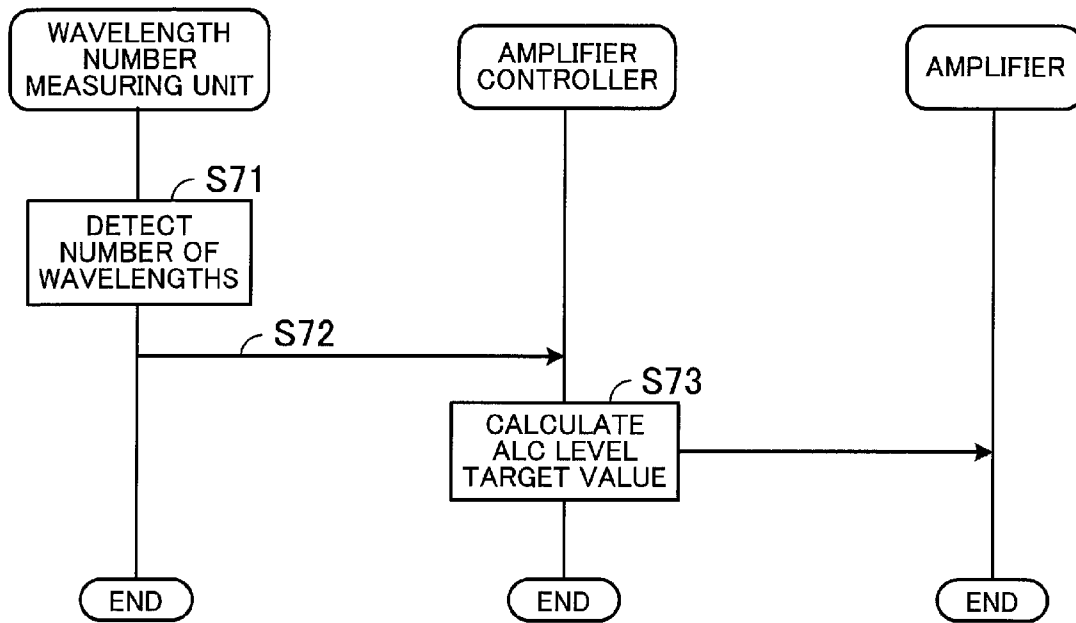 WAVELENGTH
NUMBER
MEASURING UNIT
AMPLIFIER
CONTROLLER
AMPLIFIER
S71
DETECT
NUMBER OF
WAVELENGTHS
S72
S73
CALCULATE
ALC LEVEL
TARGET VALUE
END
END
END